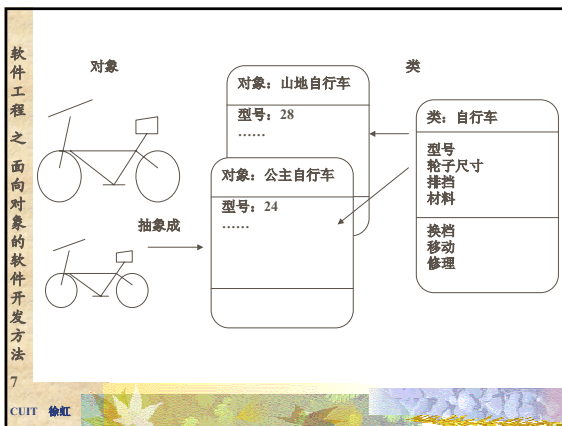 软件工程 之 面向对象的软件开发方法
7
CUIT 徐虹
对象
类
抽象成
对象：山地自行车
型号：28
……
对象：公主自行车
型号：24
……
类：自行车
型号
轮子尺寸
排挡
材料
换档
移动
修理